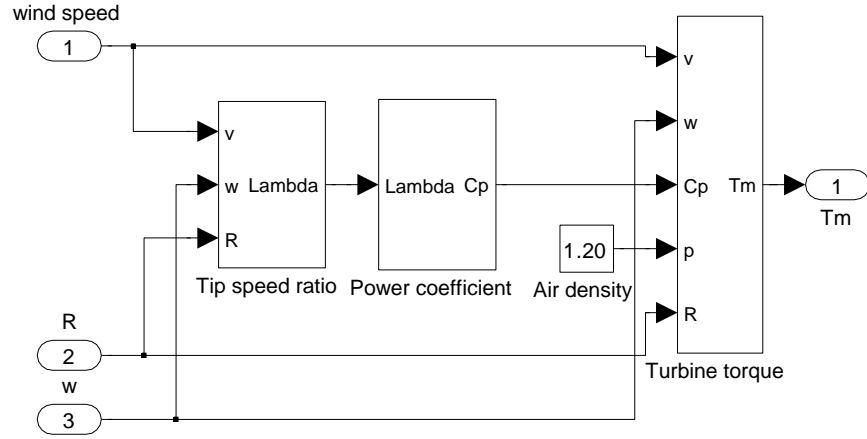 wind speed
1
v
v
w
w
Lambda
Lambda
Cp
Cp
Tm
1
Tm
R
1.20
p
Tip speed ratio
Power coefficient
Air density
R
R
2
Turbine torque
w
3